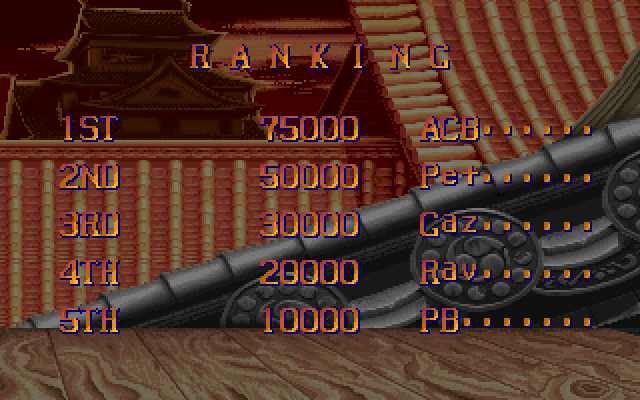 RANKING
1ST 75000 ACB.......
2ND 50000 Pet.......
3RD 30000 Gaz.......
4TH 20000 Rav.......
5TH 10000 PB........